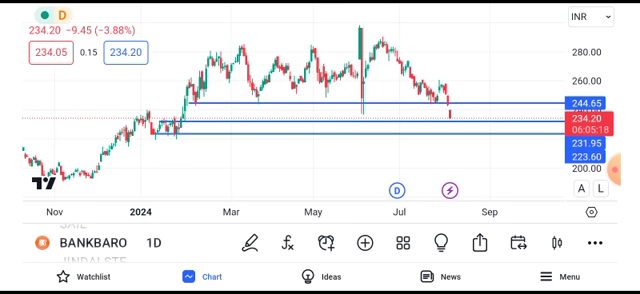 D
INR
234.20 −9.45 (−3.88%)
234.05 0.15 234.20
280.00
260.00
244.65
234.20
06:05:18
231.95
223.60
200.00
D
A L
Nov 2024 Mar May Jul Sep
SAIL
BANKBARO 1D
JINDALSTE
Watchlist Chart Ideas News Menu